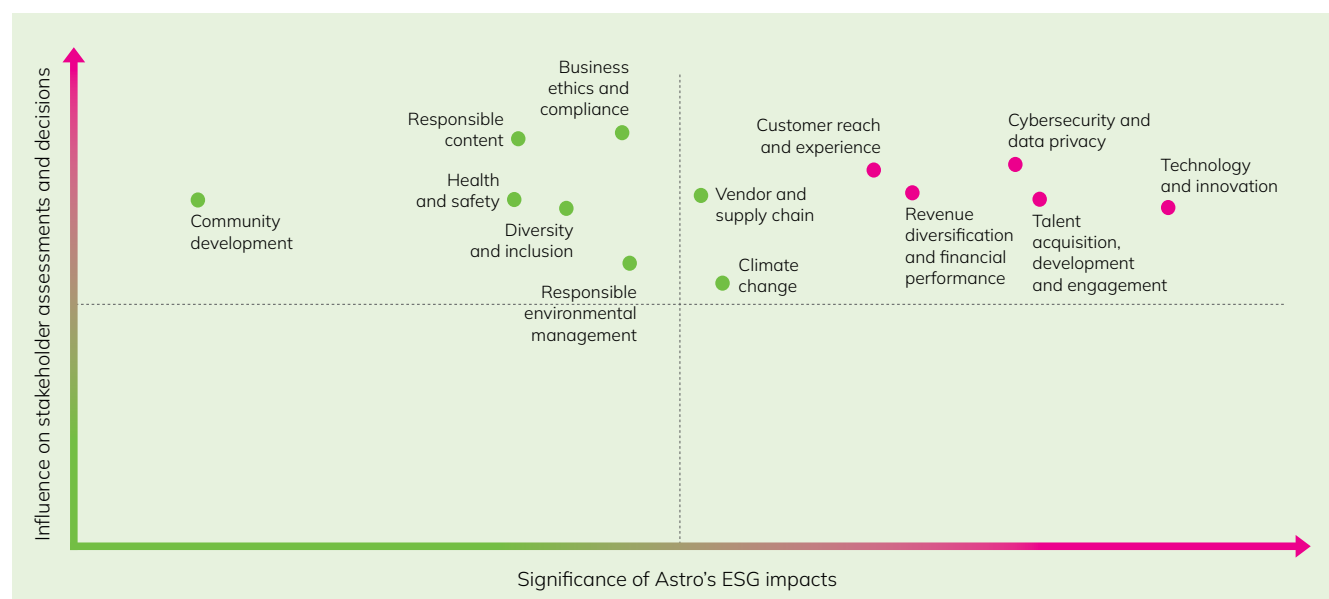 Influence on stakeholder assessments and decisions
Business
ethics and
compliance
Responsible
content
Health
and safety
Community
development
Diversity
and inclusion
Responsible
environmental
management
Customer reach
and experience
Vendor and
supply chain
Climate
change
Revenue
diversification
and financial
performance
Cybersecurity and
data privacy
Talent
acquisition,
development
and engagement
Technology
and innovation
Significance of Astro's ESG impacts